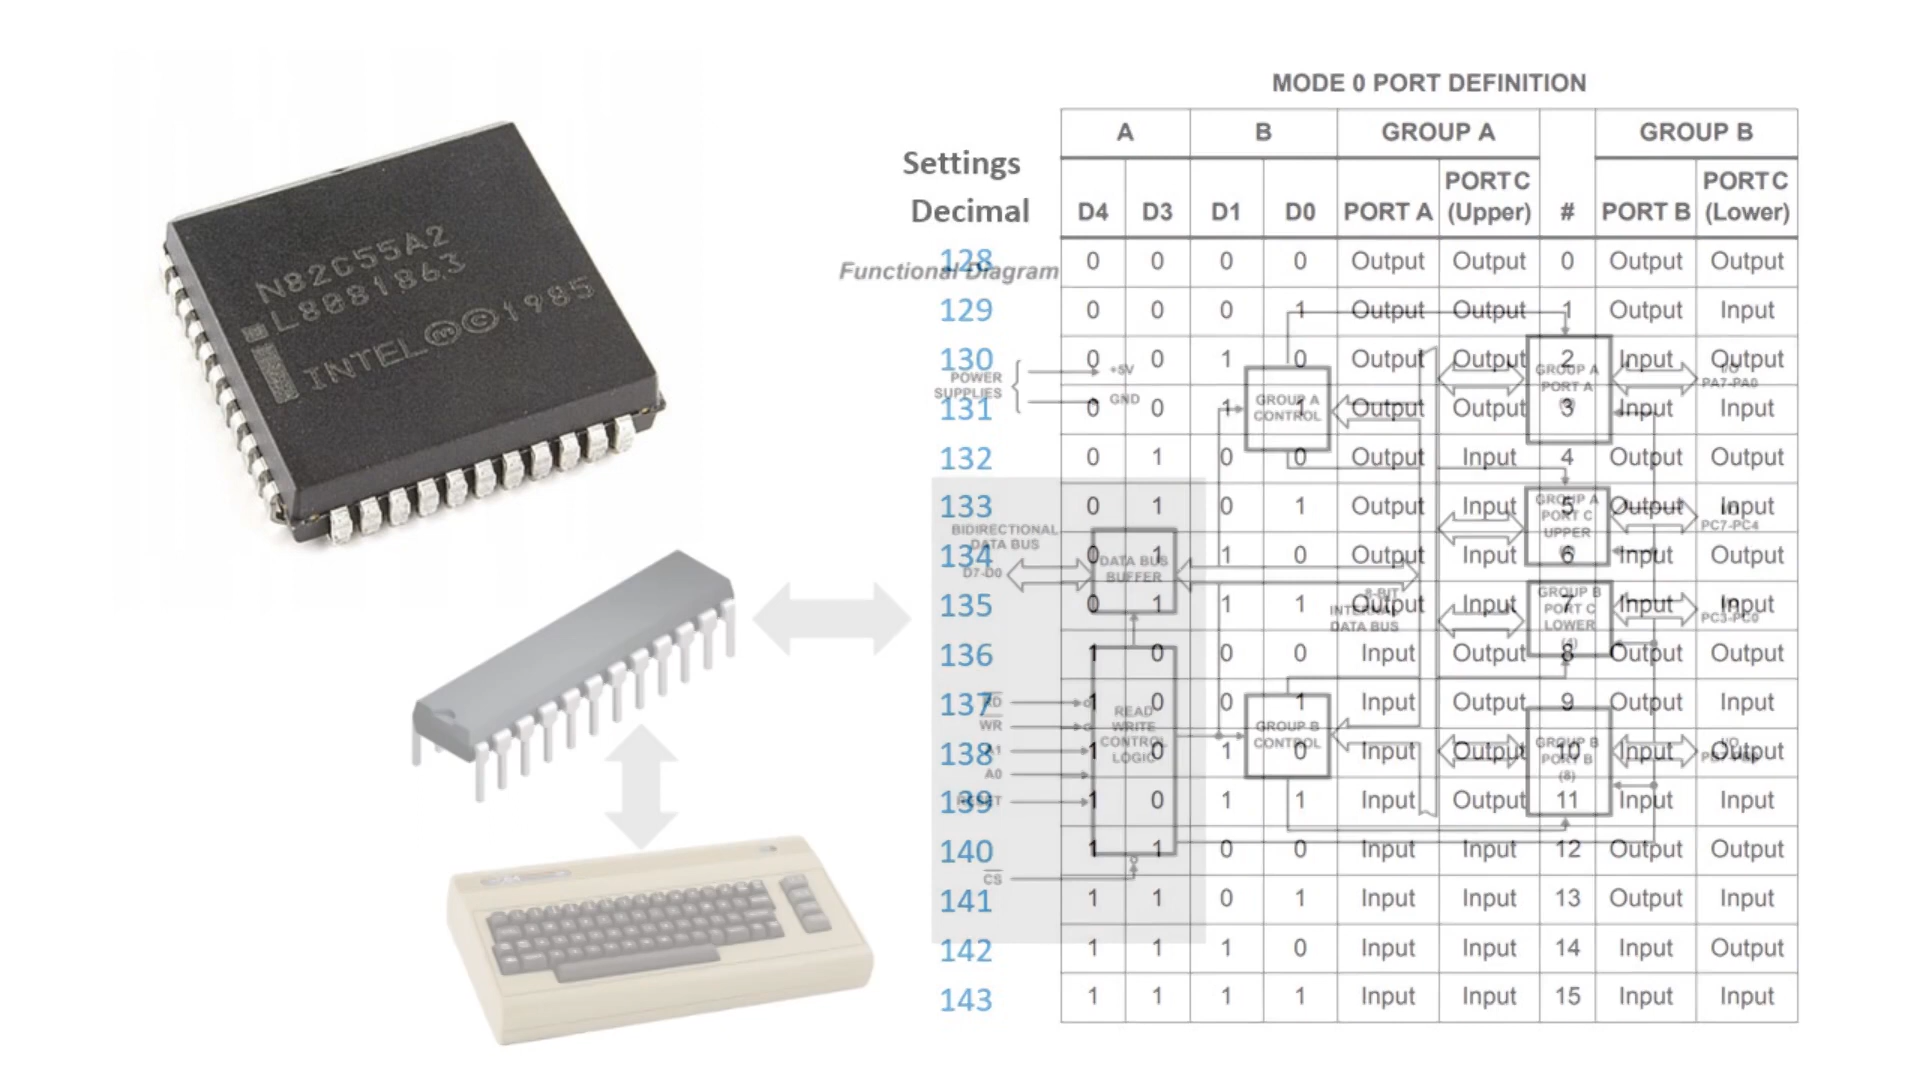 N82C55A2
L8081863
INTEL Ⓜ © 1985
MODE 0 PORT DEFINITION
Settings
Decimal
A B GROUP A GROUP B
D4 D3 D1 D0 PORT A PORT C (Upper) # PORT B PORT C (Lower)
128 0 0 0 0 Output Output 0 Output Output
129 0 0 0 1 Output Output 1 Output Input
130 0 0 1 0 Output Output 2 Input Output
131 0 0 1 1 Output Output 3 Input Input
132 0 1 0 0 Output Input 4 Output Output
133 0 1 0 1 Output Input 5 Output Input
134 0 1 1 0 Output Input 6 Input Output
135 0 1 1 1 Output Input 7 Input Input
136 1 0 0 0 Input Output 8 Output Output
137 1 0 0 1 Input Output 9 Output Input
138 1 0 1 0 Input Output 10 Input Output
139 1 0 1 1 Input Output 11 Input Input
140 1 1 0 0 Input Input 12 Output Output
141 1 1 0 1 Input Input 13 Output Input
142 1 1 1 0 Input Input 14 Input Output
143 1 1 1 1 Input Input 15 Input Input
Functional Diagram
POWER
SUPPLIES
+5V
GND
GROUP A
CONTROL
GROUP A
PORT A
I/O
PA7-PA0
BIDIRECTIONAL
DATA BUS
D7-D0
DATA BUS
BUFFER
8-BIT
INTERNAL
DATA BUS
GROUP A
PORT C
UPPER
PC7-PC4
GROUP B
PORT C
LOWER
(4)
PC3-PC0
RD
WR
A1
A0
RESET
CS
READ
WRITE
CONTROL
LOGIC
GROUP B
CONTROL
GROUP B
PORT B
(8)
I/O